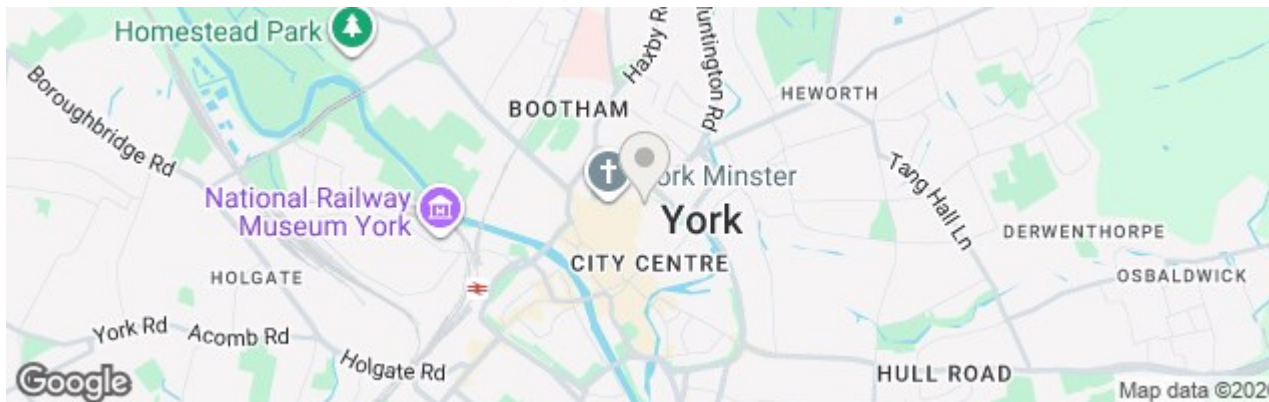 Homestead Park
Boroughbridge Rd
Haxby Rd
Huntington Rd
BOOTHAM
HEWORTH
Tang Hall Ln
York Minster
National Railway
Museum York
York
CITY CENTRE
DERWENTHORPE
OSBALDWICK
HOLGATE
York Rd
Acomb Rd
Holgate Rd
HULL ROAD
Google
Map data ©202